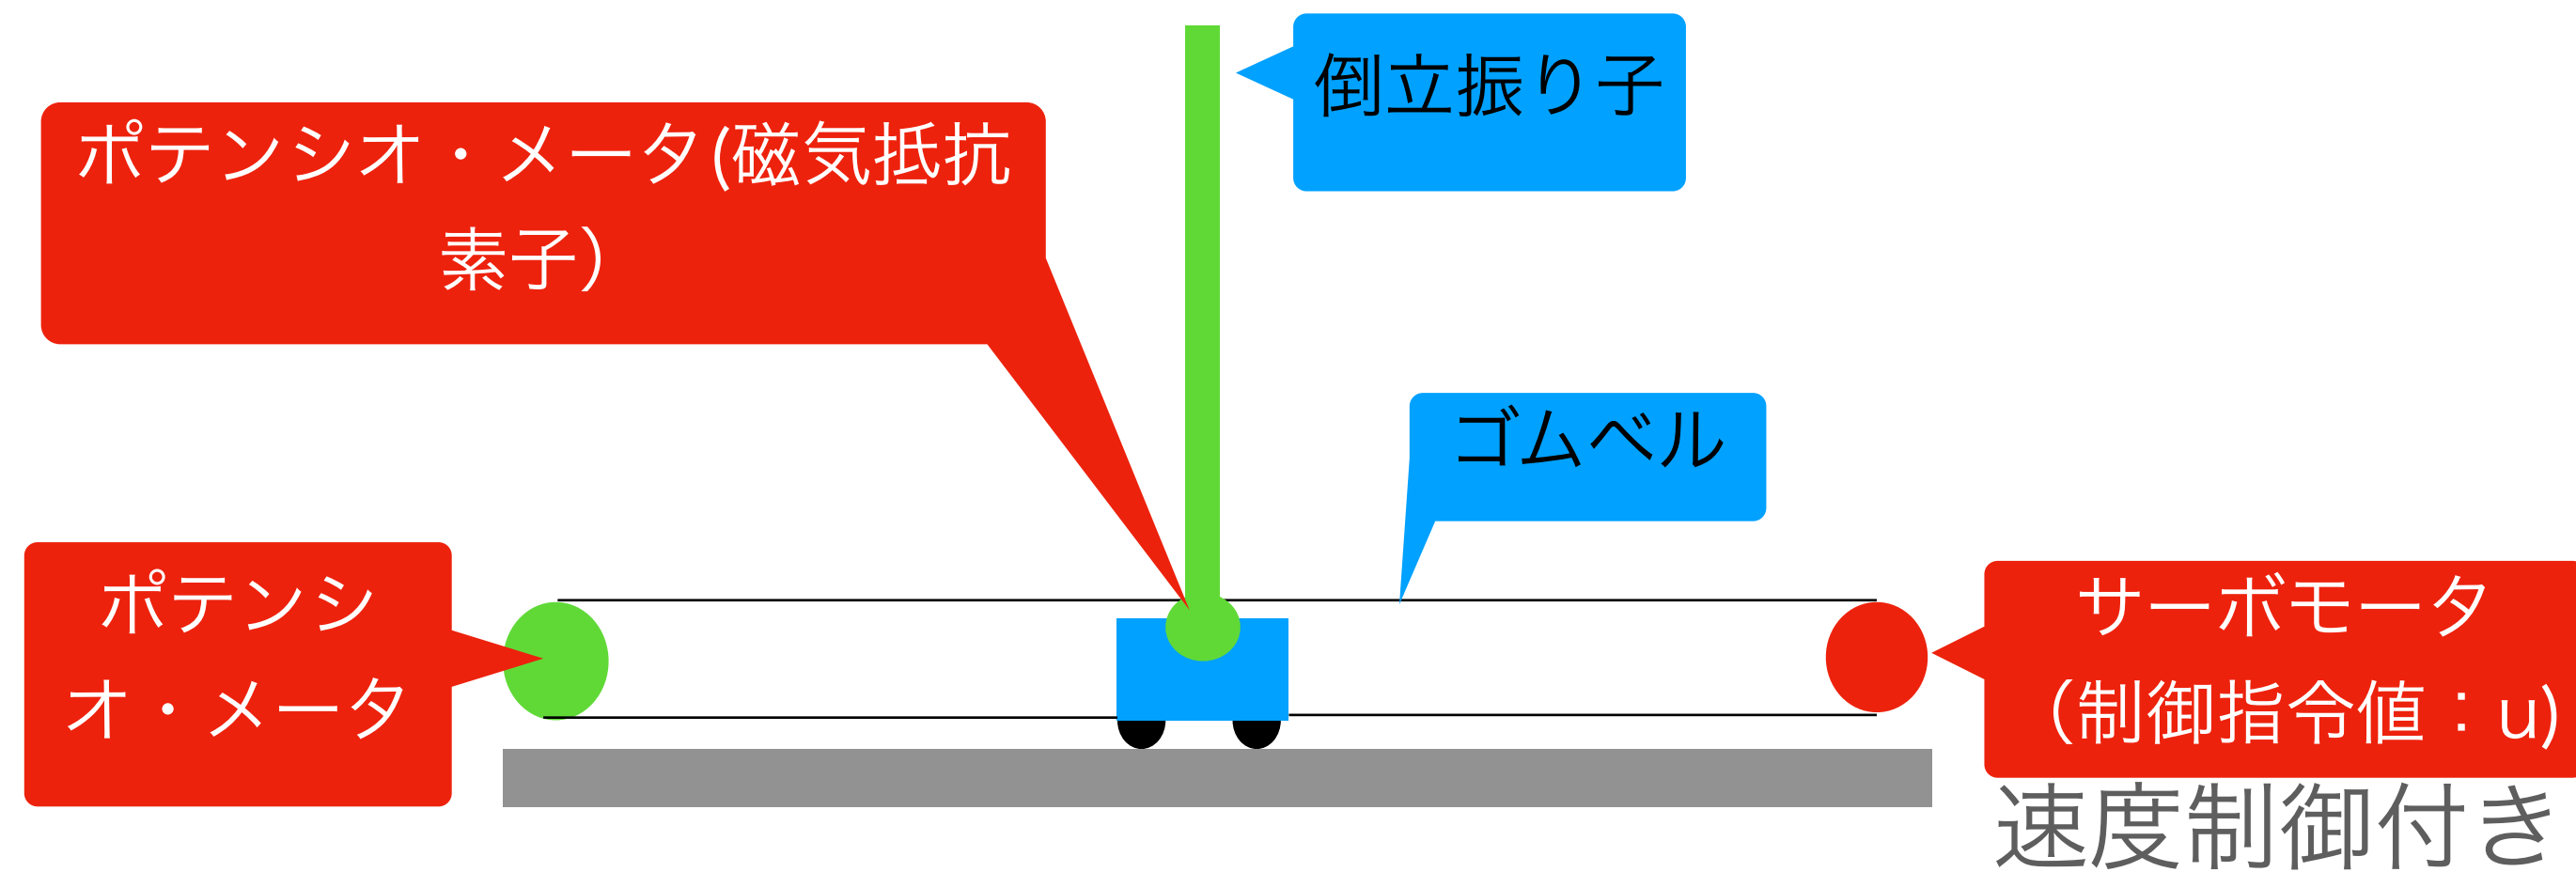 倒立振り子
ポテンシオ・メータ(磁気抵抗
素子）
ゴムベル
ポテンシ
オ・メータ
サーボモータ
（制御指令値：u)
速度制御付き